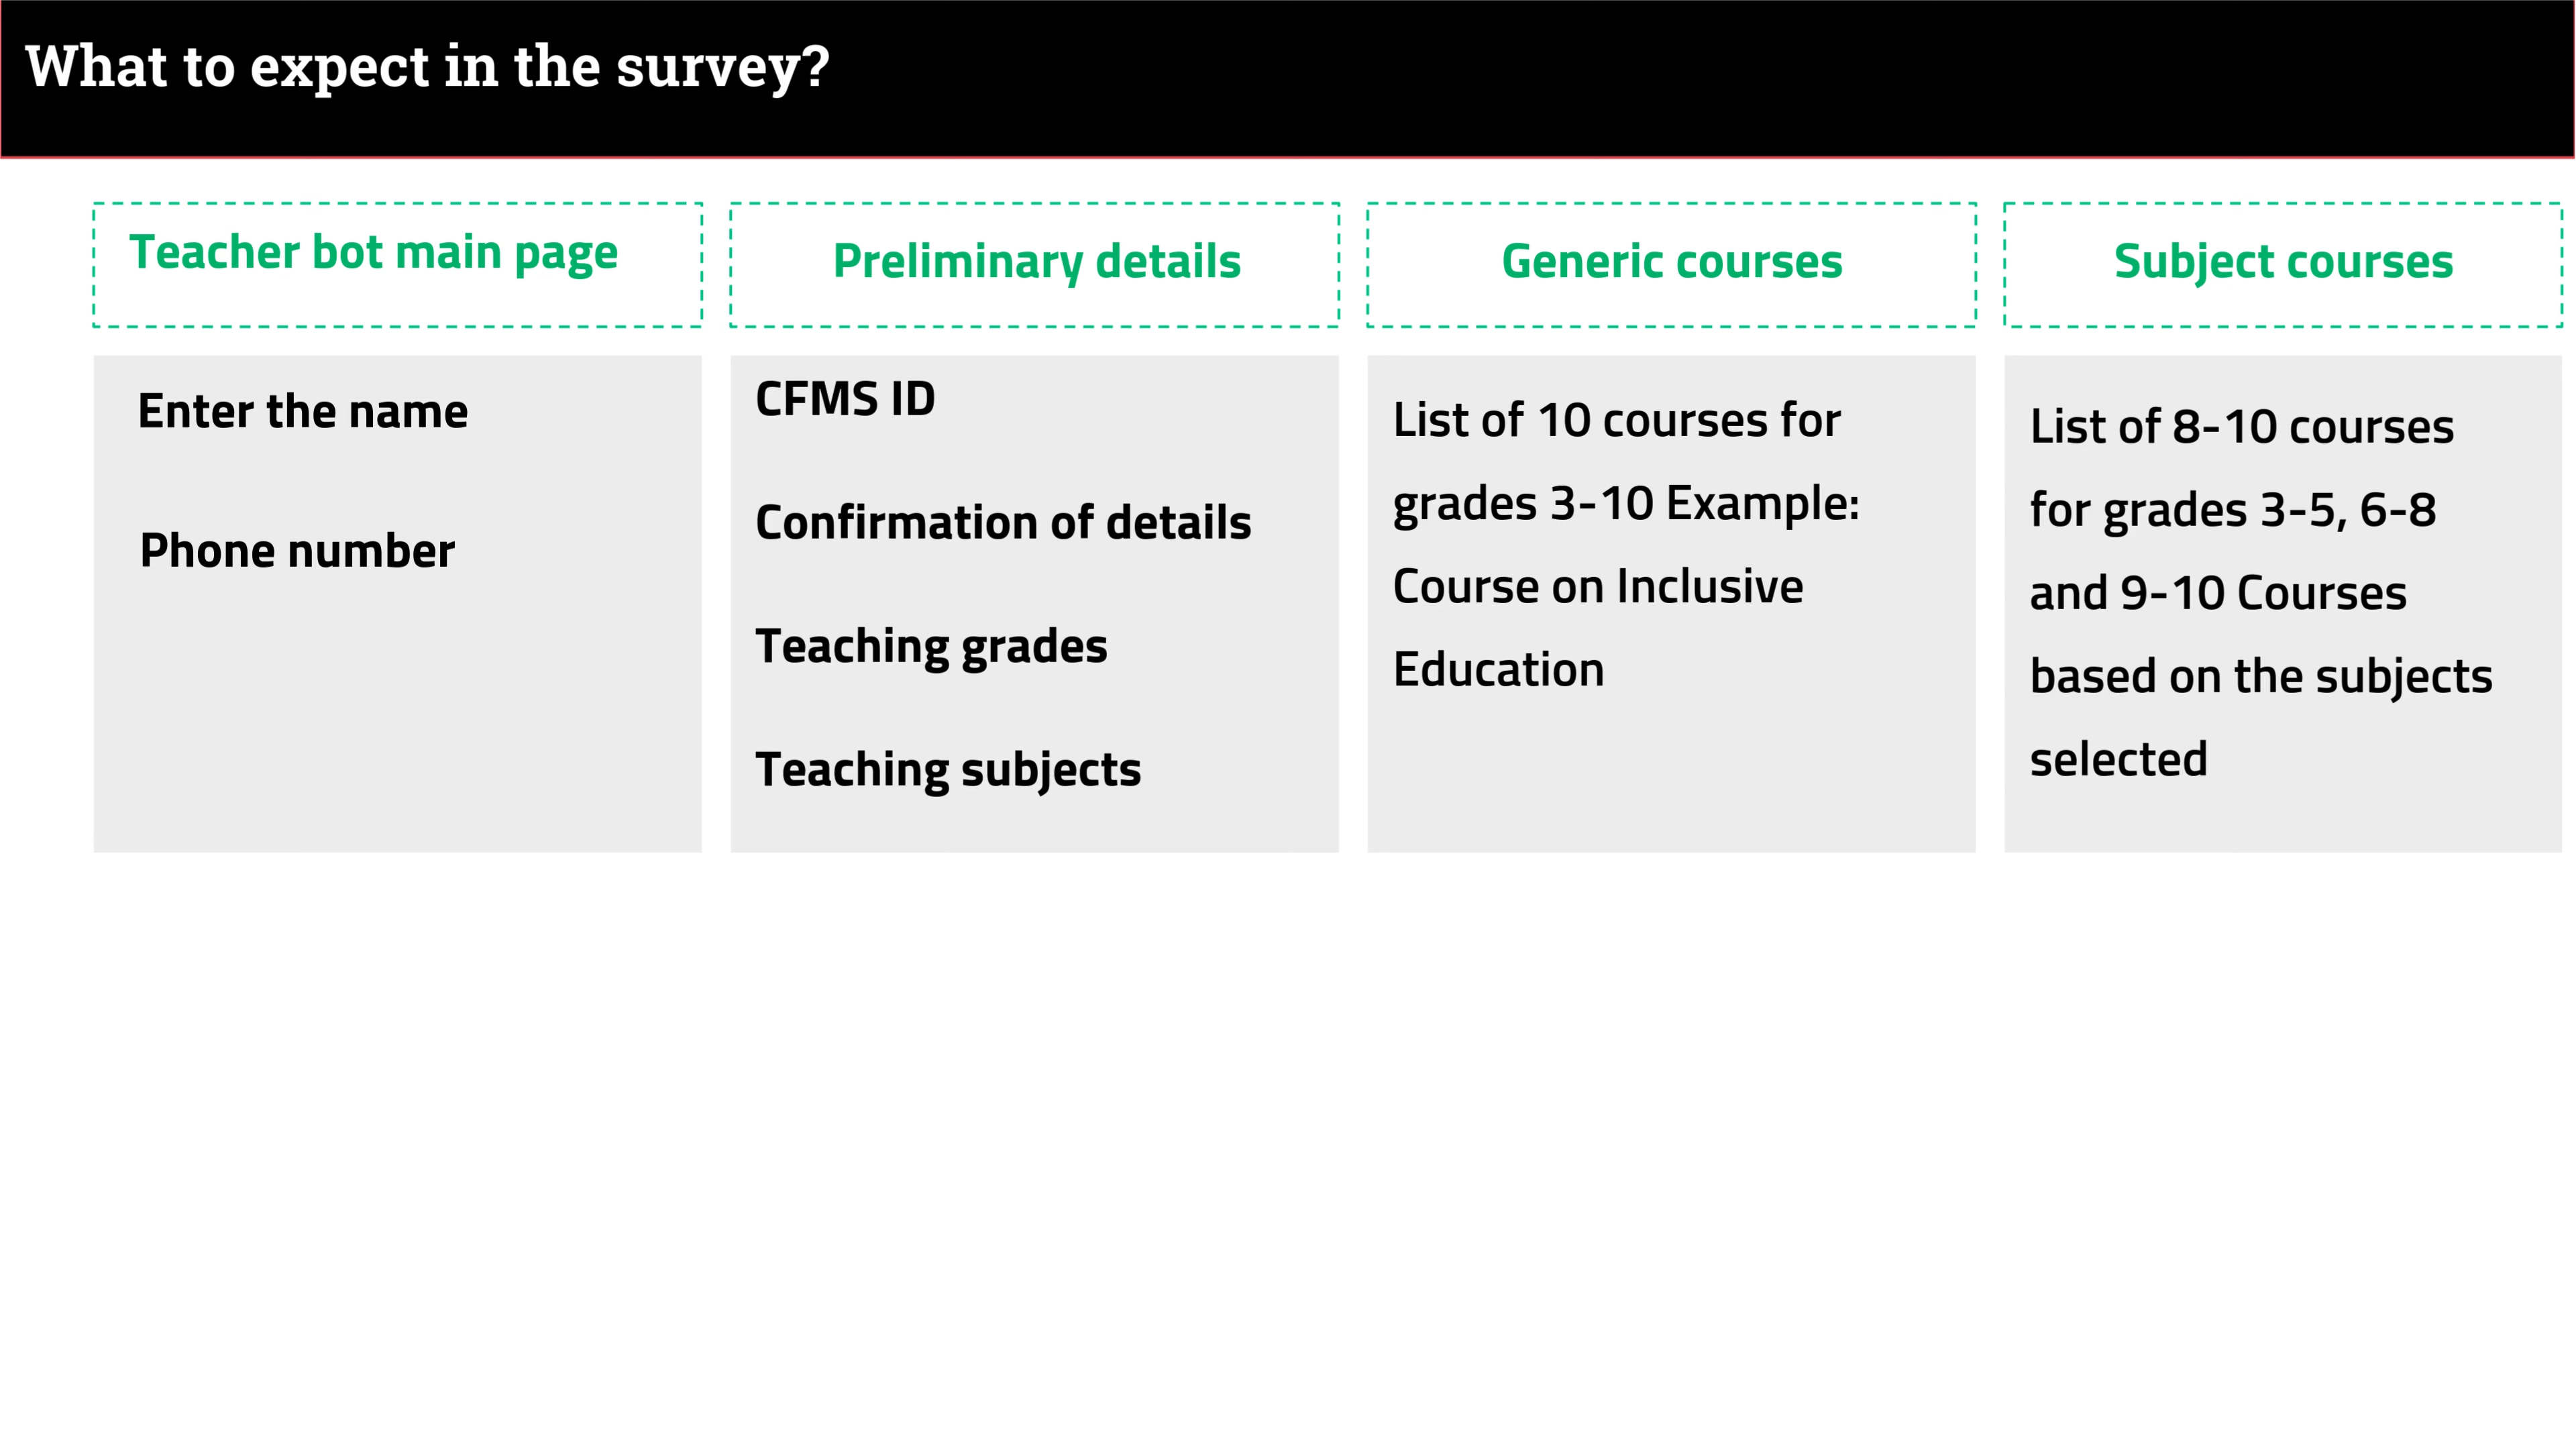 What to expect in the survey?
Teacher bot main page
Enter the name
Phone number
Preliminary details
CFMS ID
Confirmation of details
Teaching grades
Teaching subjects
Generic courses
List of 10 courses for
grades 3-10 Example:
Course on Inclusive
Education
Subject courses
List of 8-10 courses
for grades 3-5, 6-8
and 9-10 Courses
based on the subjects
selected